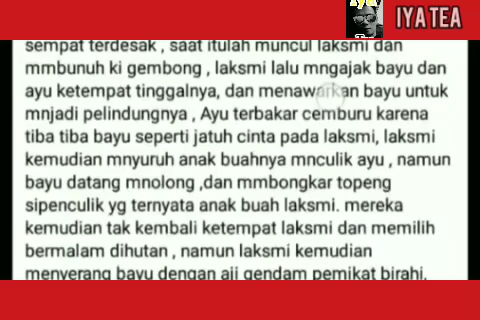 IYA TEA
sempat terdesak , saat itulah muncul laksmi dan
mmbunuh ki gembong , laksmi lalu mngajak bayu dan
ayu ketempat tinggalnya, dan menawarkan bayu untuk
mnjadi pelindungnya , Ayu terbakar cemburu karena
tiba tiba bayu seperti jatuh cinta pada laksmi, laksmi
kemudian mnyuruh anak buahnya mnculik ayu , namun
bayu datang mnolong ,dan mmbongkar topeng
sipenculik yg ternyata anak buah laksmi. mereka
kemudian tak kembali ketempat laksmi dan memilih
bermalam dihutan , namun laksmi kemudian
menyerang bayu dengan aji gendam pemikat birahi.